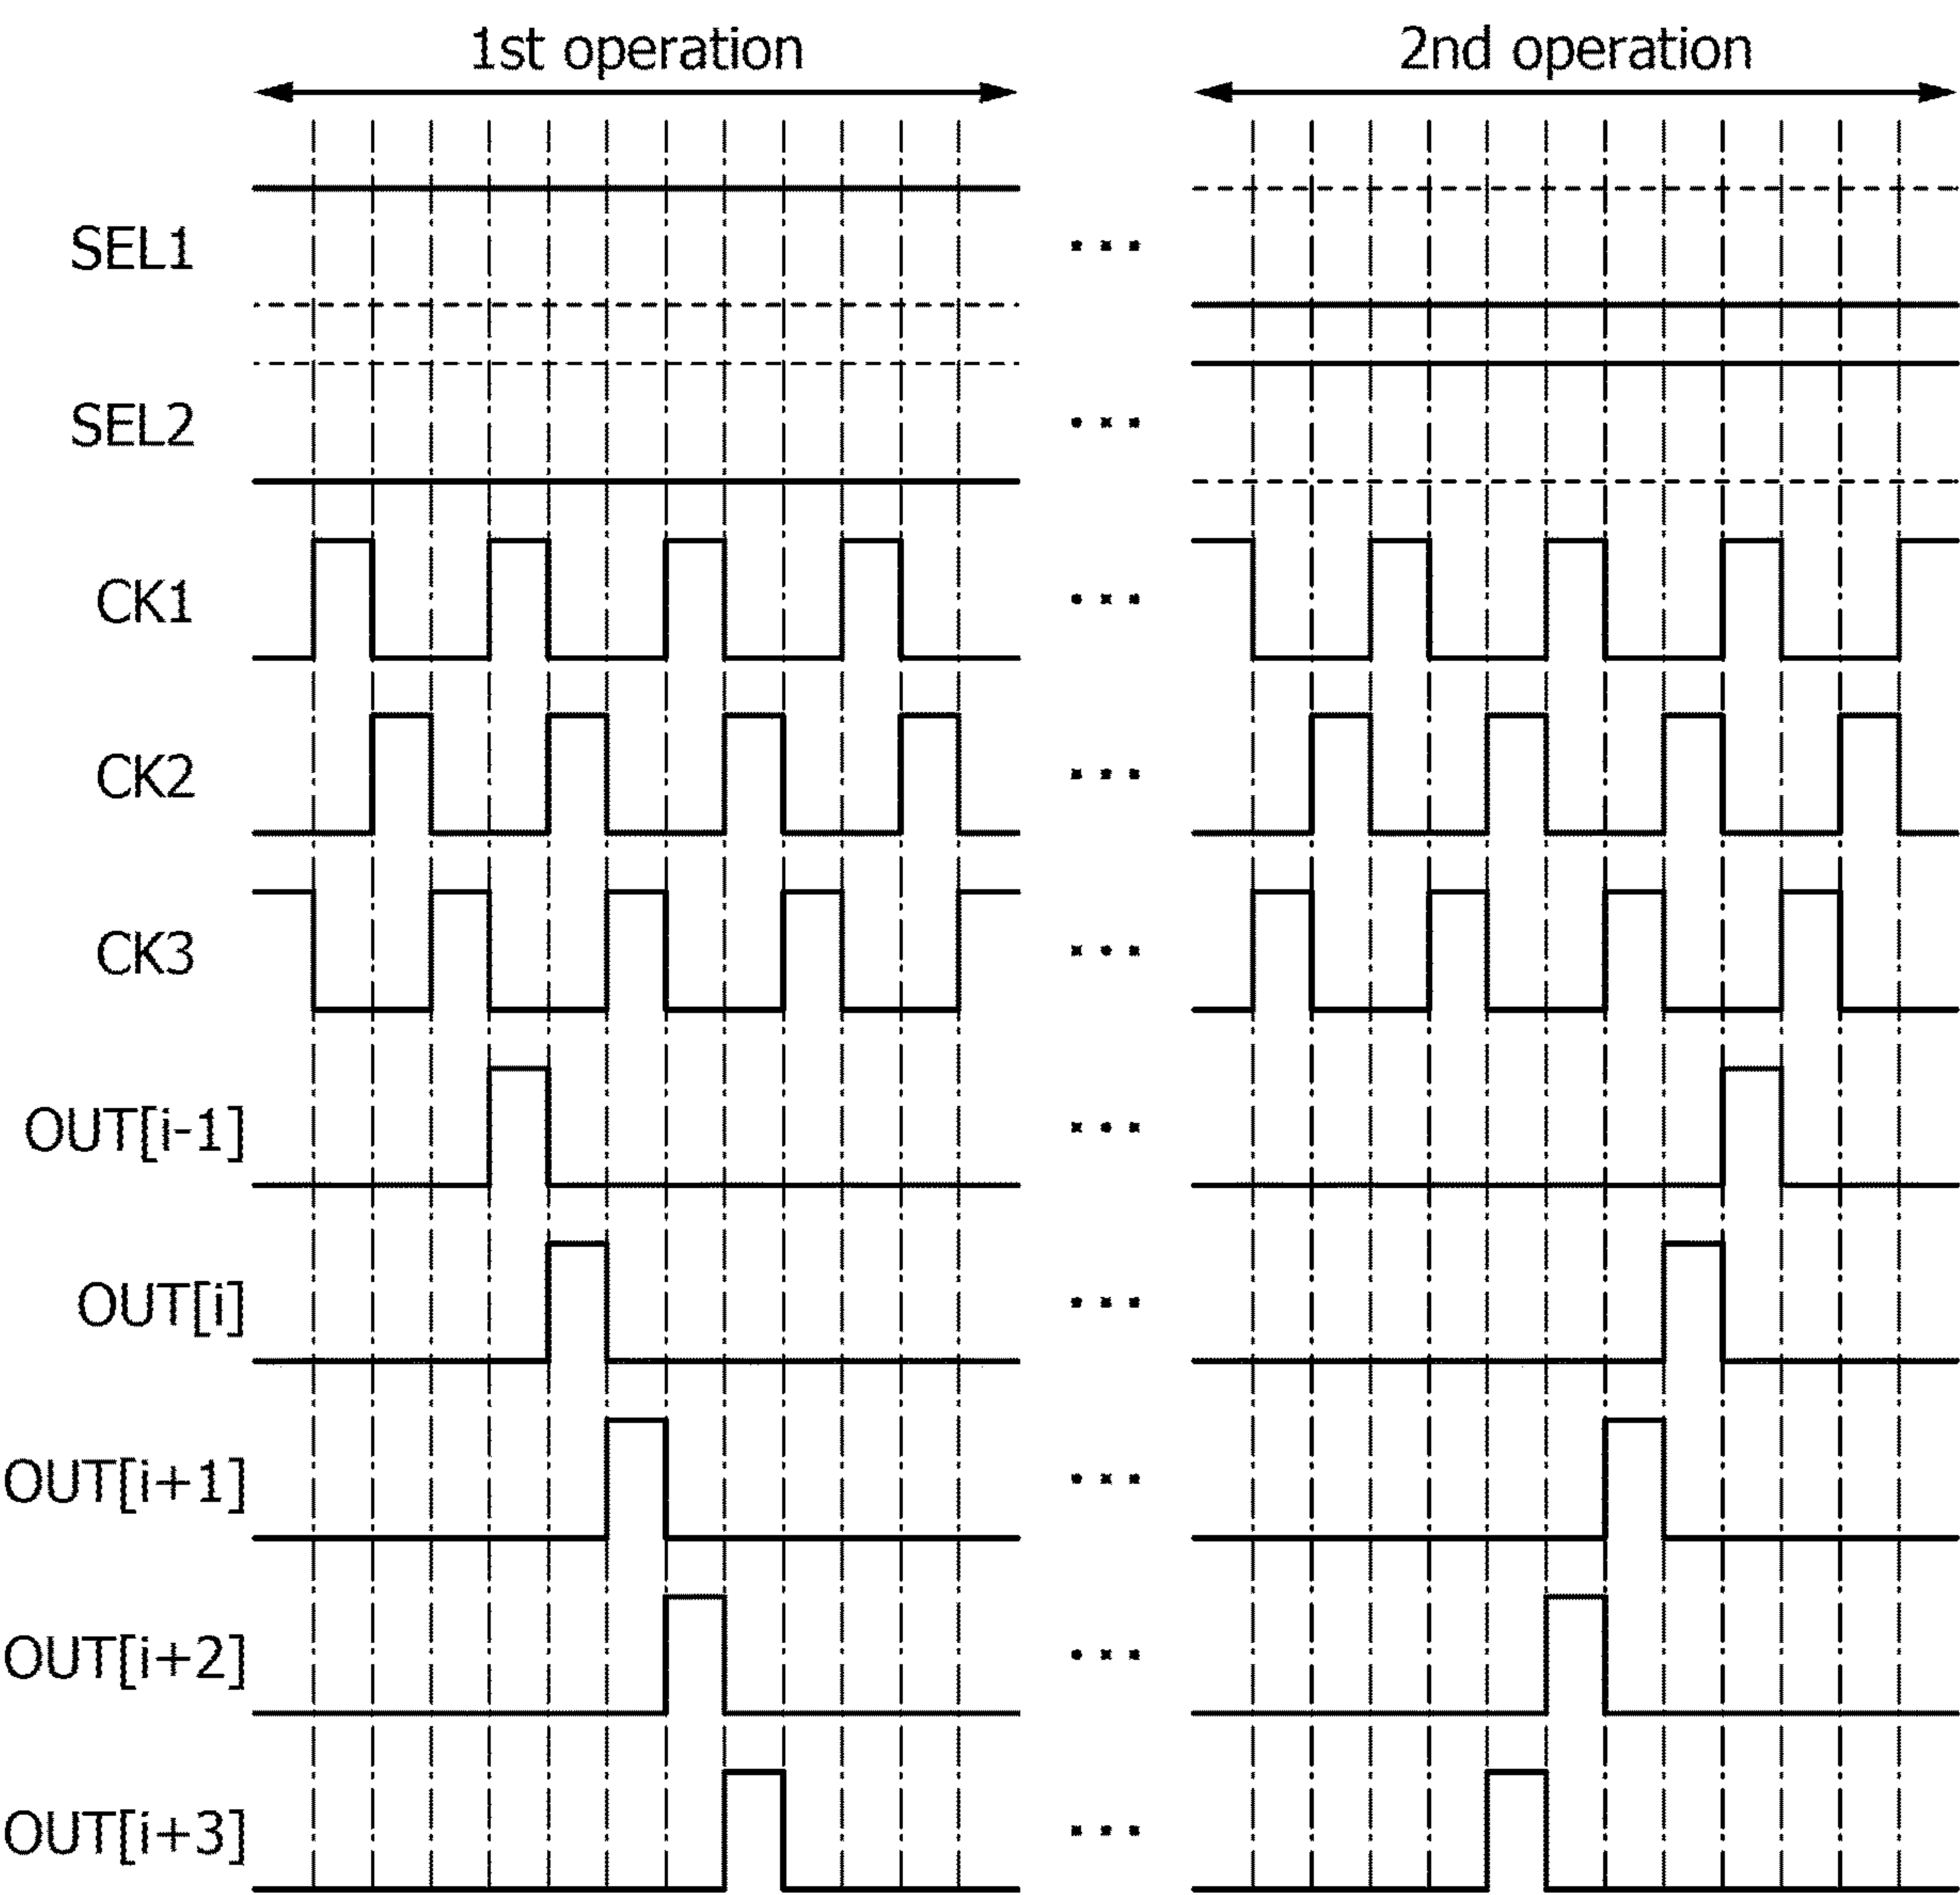 1st operation 2nd operation
SEL1 ...
SEL2 ...
CK1 ...
CK2 ...
CK3 ...
OUT[i-1] ...
OUT[i] ...
OUT[i+1] ...
OUT[i+2] ...
OUT[i+3] ...